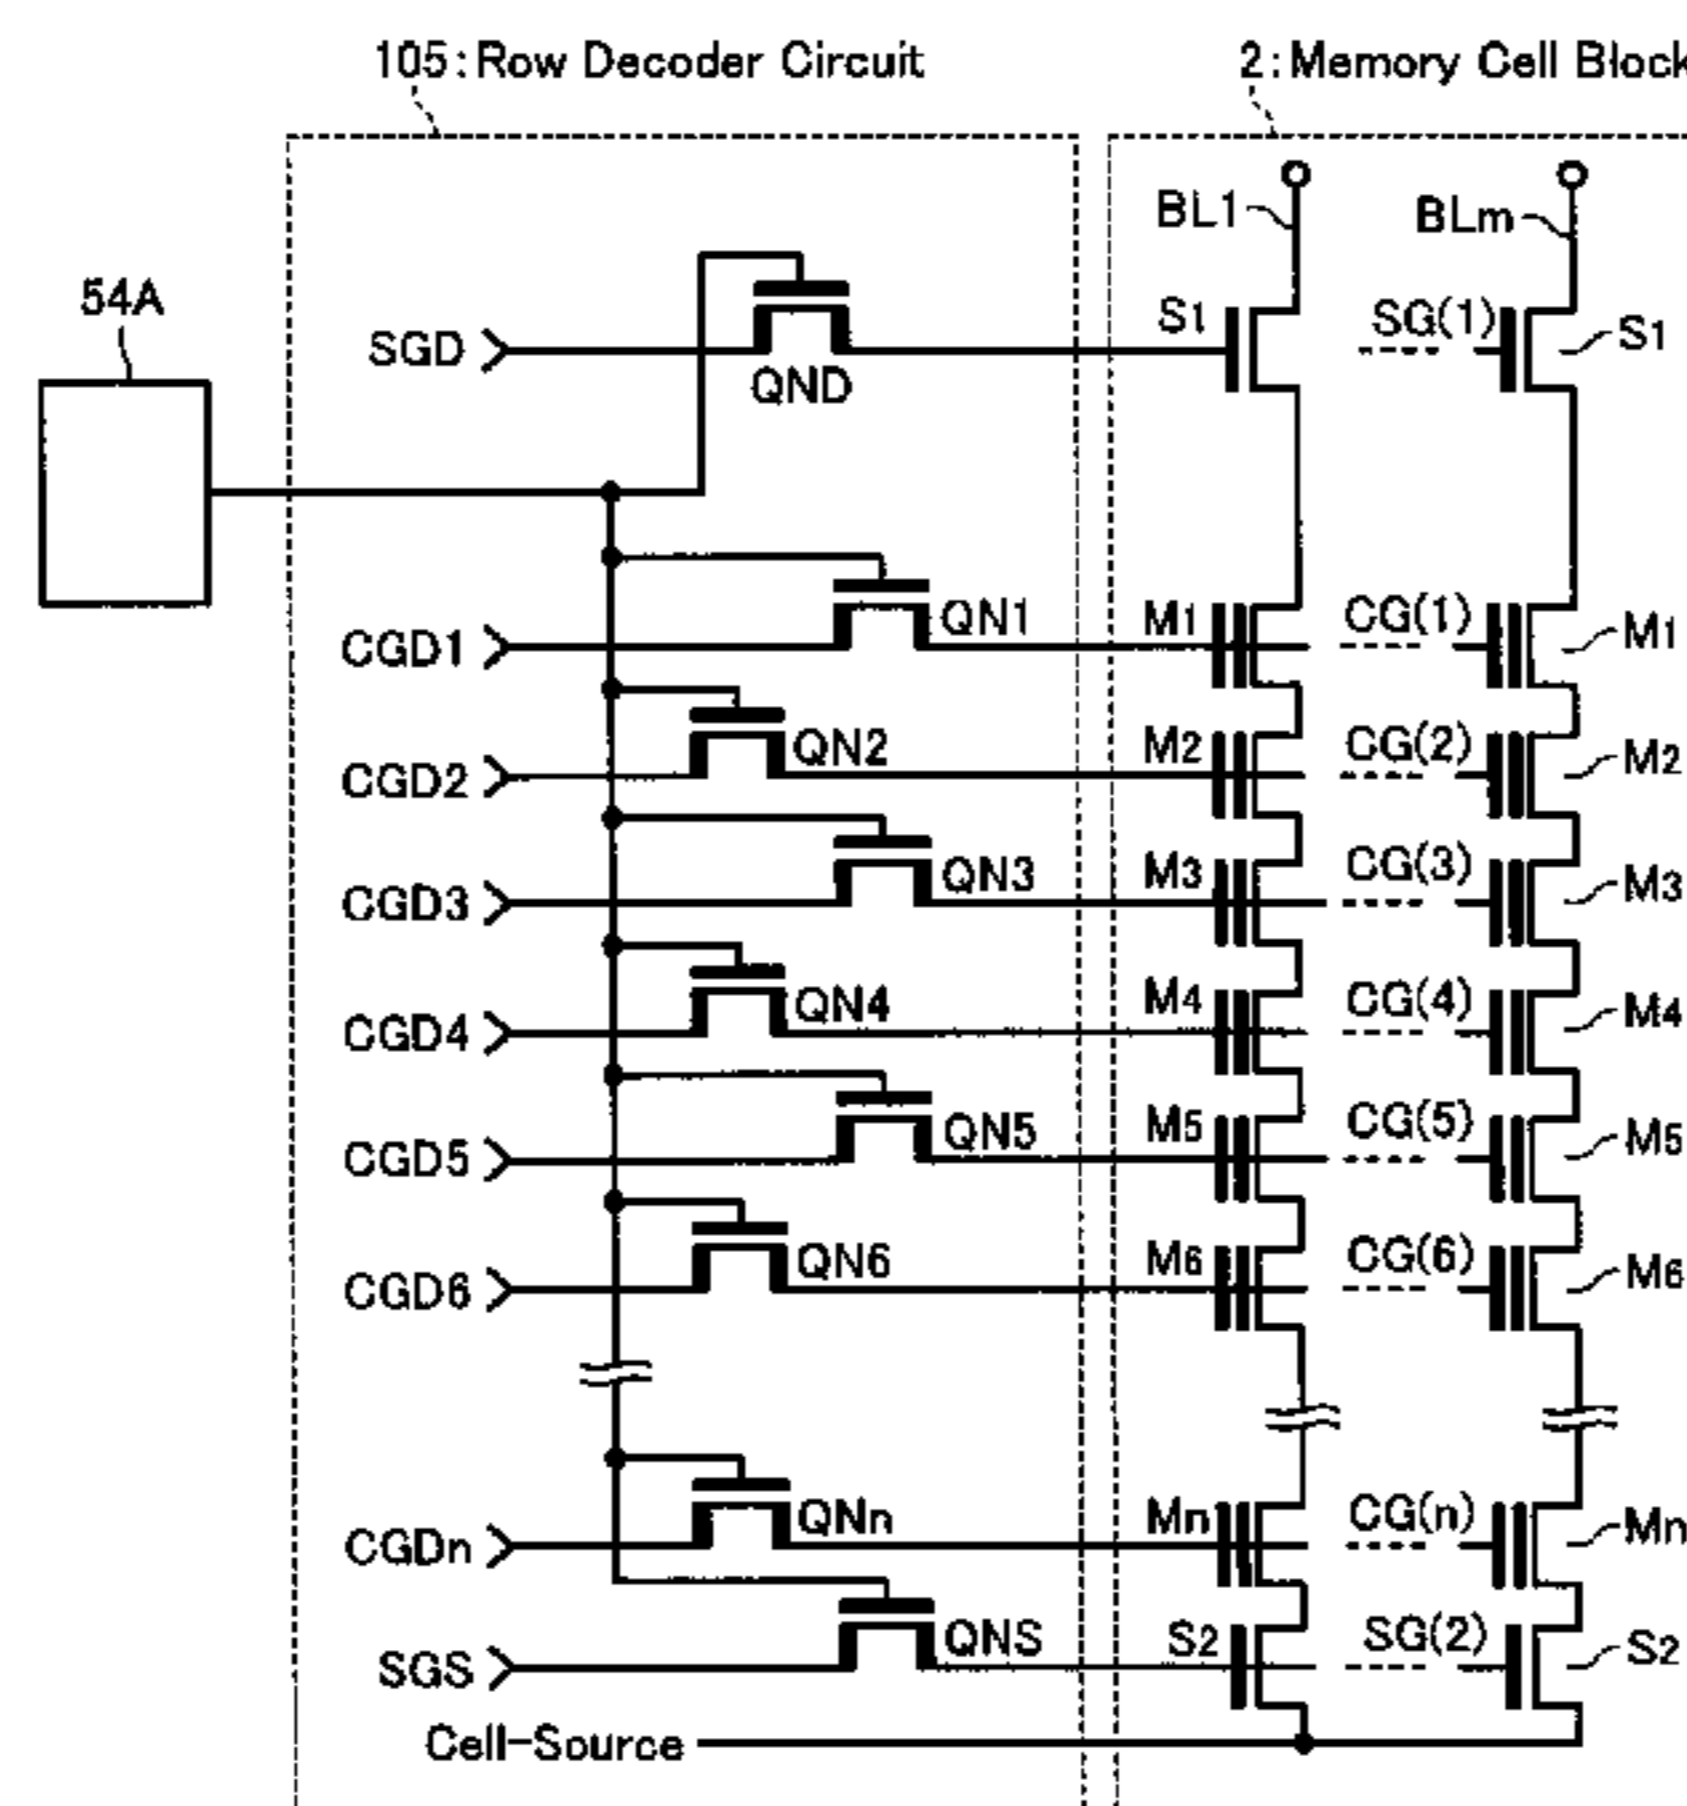 105:Row Decoder Circuit
2:Memory Cell Block
BL1
BLm
54A
SGD
QND
S1
SG(1)
S1
CGD1
QN1
M1
CG(1)
M1
CGD2
QN2
M2
CG(2)
M2
CGD3
QN3
M3
CG(3)
M3
CGD4
QN4
M4
CG(4)
M4
CGD5
QN5
M5
CG(5)
M5
CGD6
QN6
M6
CG(6)
M6
CGDn
QNn
Mn
CG(n)
Mn
SGS
QNS
S2
SG(2)
S2
Cell-Source